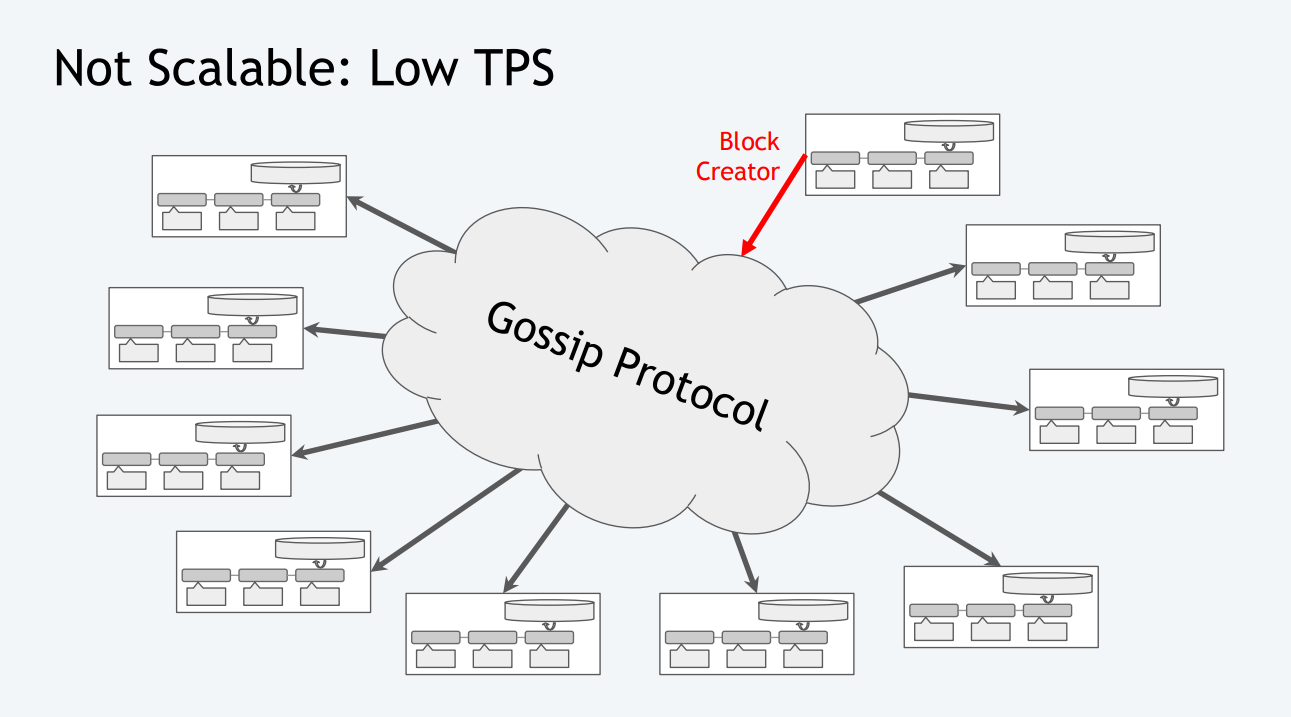 Not Scalable: Low TPS
Block
Creator
Gossip Protocol